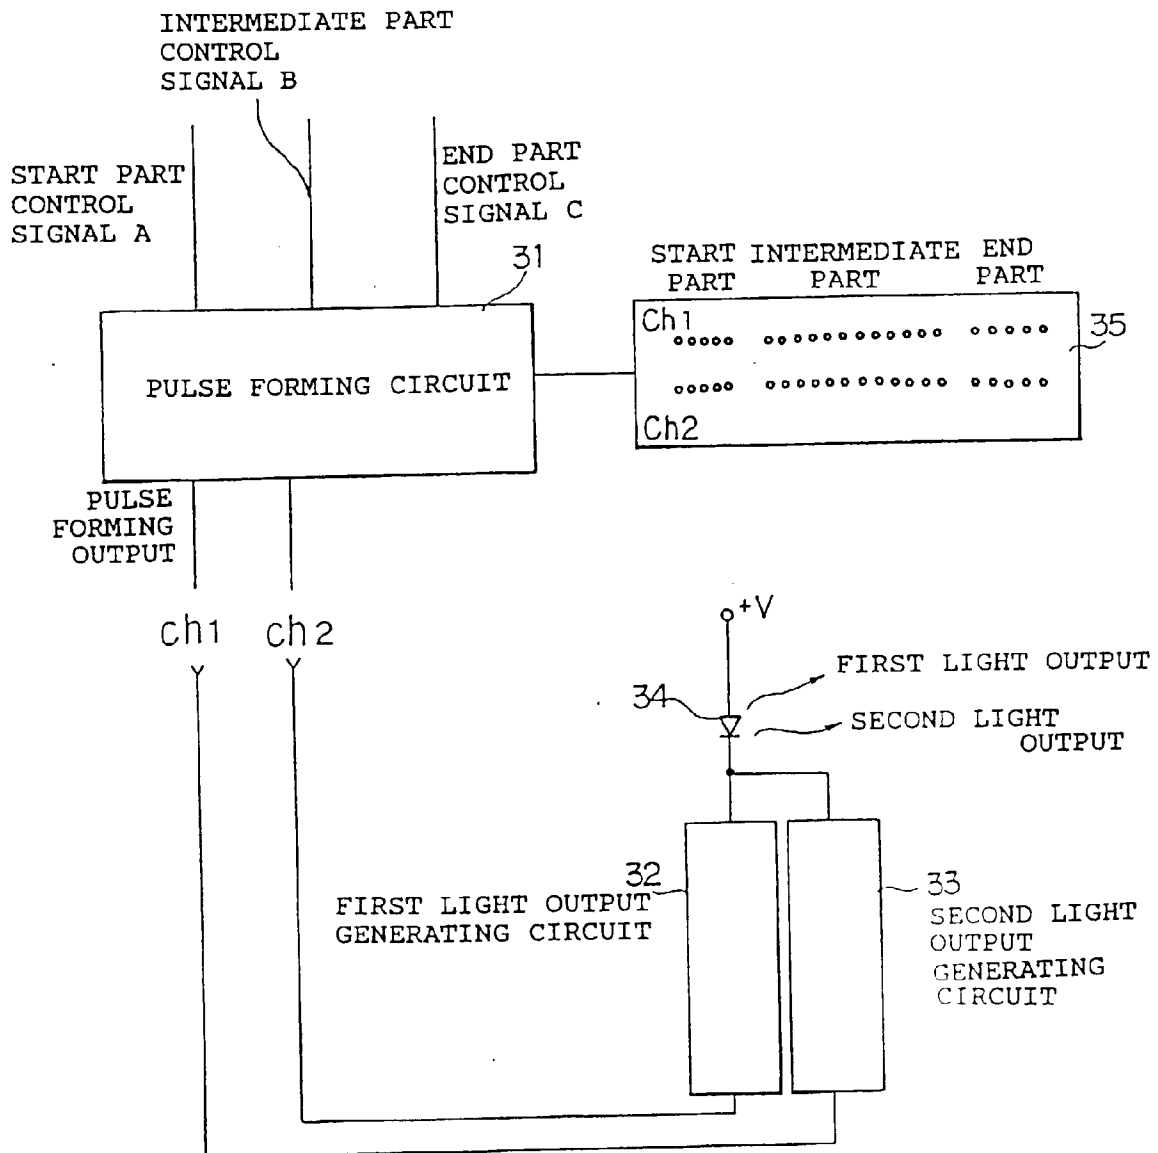 INTERMEDIATE PART
CONTROL
SIGNAL B
START PART
CONTROL
SIGNAL A
END PART
CONTROL
SIGNAL C
31
START INTERMEDIATE END
PART PART PART
Ch1
35
PULSE FORMING CIRCUIT
Ch2
PULSE
FORMING
OUTPUT
Ch1 Ch2
+V
FIRST LIGHT OUTPUT
34
SECOND LIGHT
OUTPUT
32
FIRST LIGHT OUTPUT
GENERATING CIRCUIT
33
SECOND LIGHT
OUTPUT
GENERATING
CIRCUIT